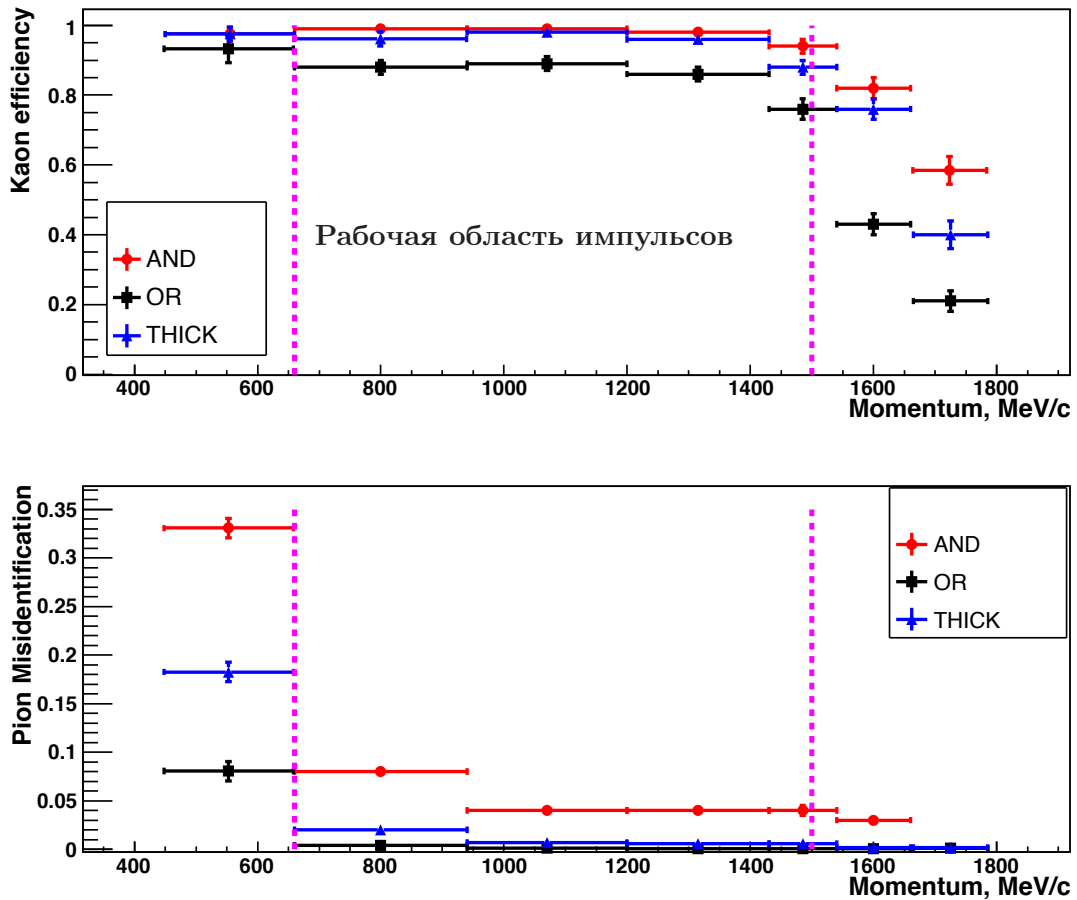 Kaon efficiency
1
0.8
0.6
0.4
0.2
0
Рабочая область импульсов
AND
OR
THICK
400 600 800 1000 1200 1400 1600 1800
Momentum, MeV/c
Pion Misidentification
0.35
0.3
0.25
0.2
0.15
0.1
0.05
0
AND
OR
THICK
400 600 800 1000 1200 1400 1600 1800
Momentum, MeV/c